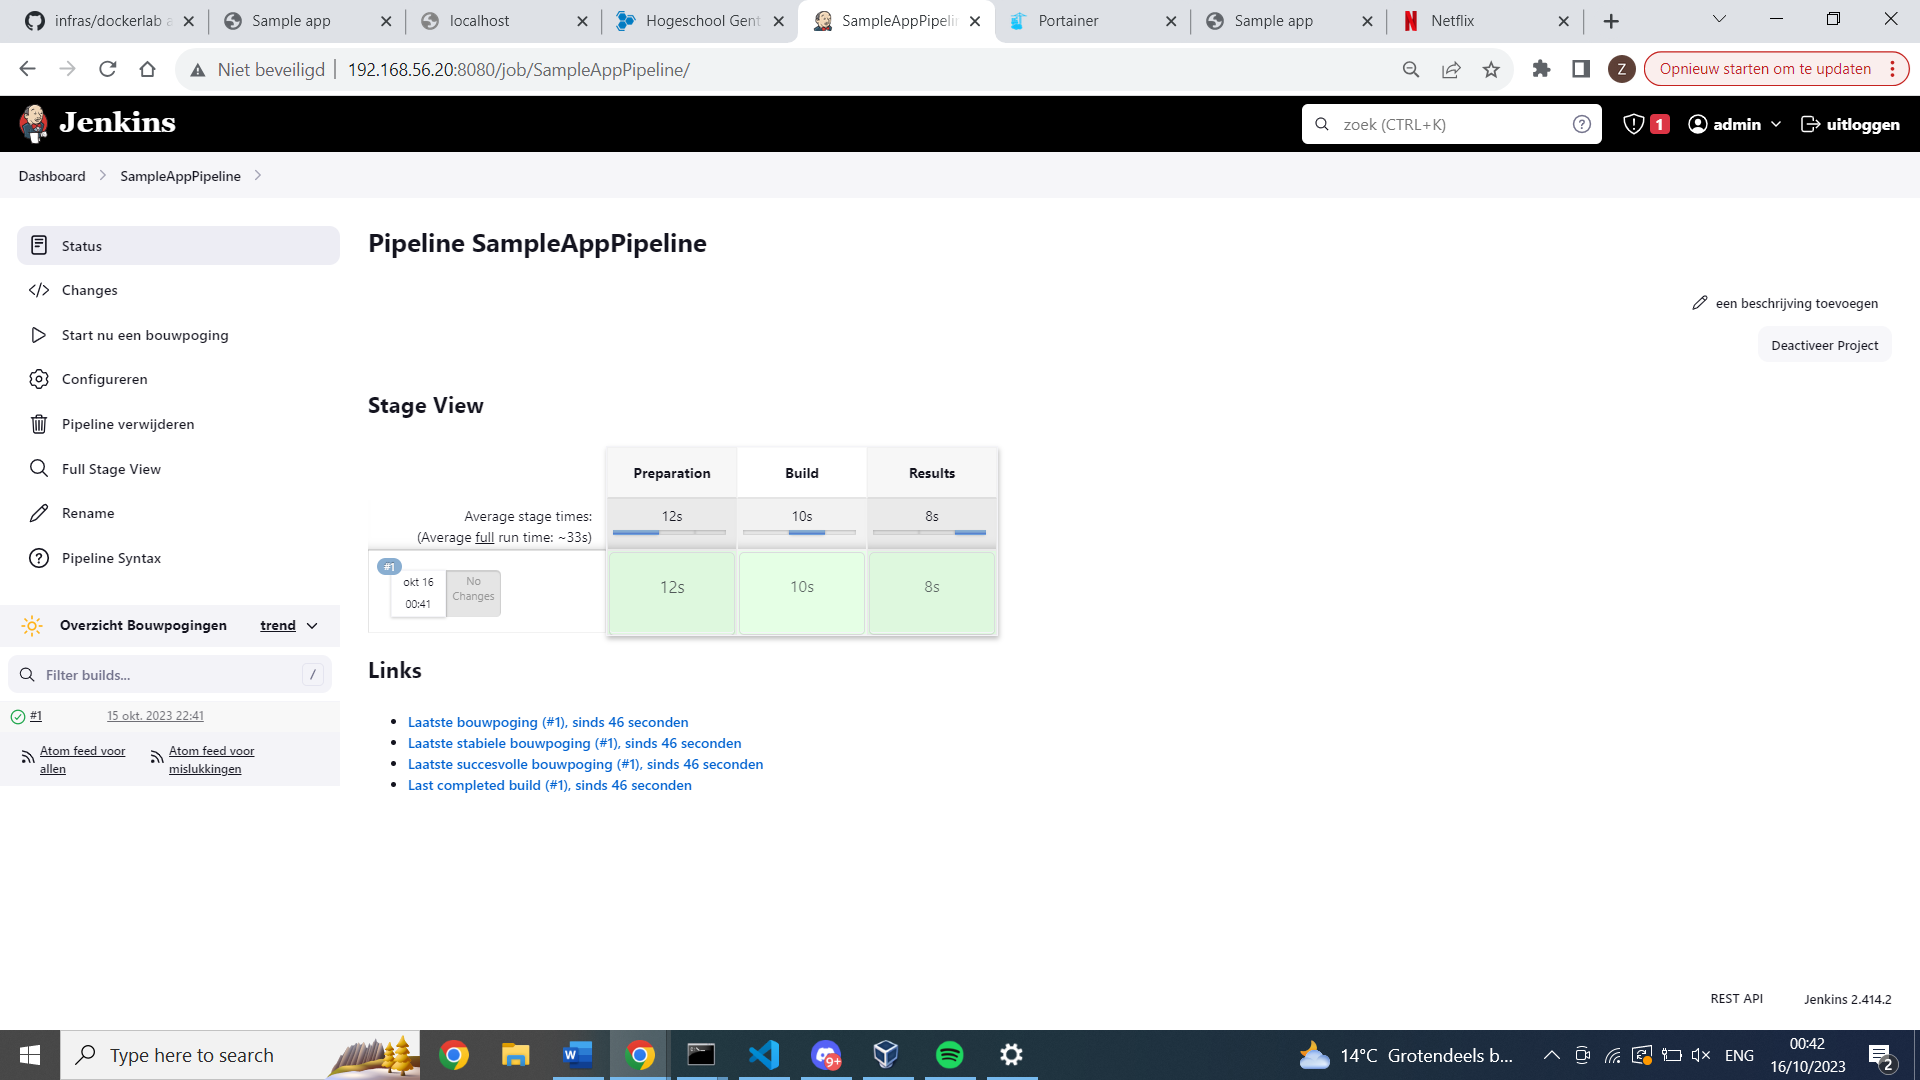 infras/dockerlab a
Sample app
localhost
Hogeschool Gent
SampleAppPipelin
Portainer
Sample app
Netflix
Niet beveiligd
192.168.56.20:8080/job/SampleAppPipeline/
Z
Opnieuw starten om te updaten
Jenkins
zoek (CTRL+K)
?
1
admin
uitloggen
Dashboard
SampleAppPipeline
Status
Changes
Start nu een bouwpoging
Configureren
Pipeline verwijderen
Full Stage View
Rename
Pipeline Syntax
Overzicht Bouwpogingen
trend
Filter builds...
/
#1
15 okt. 2023 22:41
Atom feed voor allen
Atom feed voor mislukkingen
Pipeline SampleAppPipeline
een beschrijving toevoegen
Deactiveer Project
Stage View
Preparation
Build
Results
Average stage times:
(Average full run time: ~33s)
12s
10s
8s
#1
okt 16
00:41
No
Changes
12s
10s
8s
Links
Laatste bouwpoging (#1), sinds 46 seconden
Laatste stabiele bouwpoging (#1), sinds 46 seconden
Laatste succesvolle bouwpoging (#1), sinds 46 seconden
Last completed build (#1), sinds 46 seconden
REST API
Jenkins 2.414.2
Type here to search
9+
14°C Grotendeels b...
ENG
00:42
16/10/2023
2